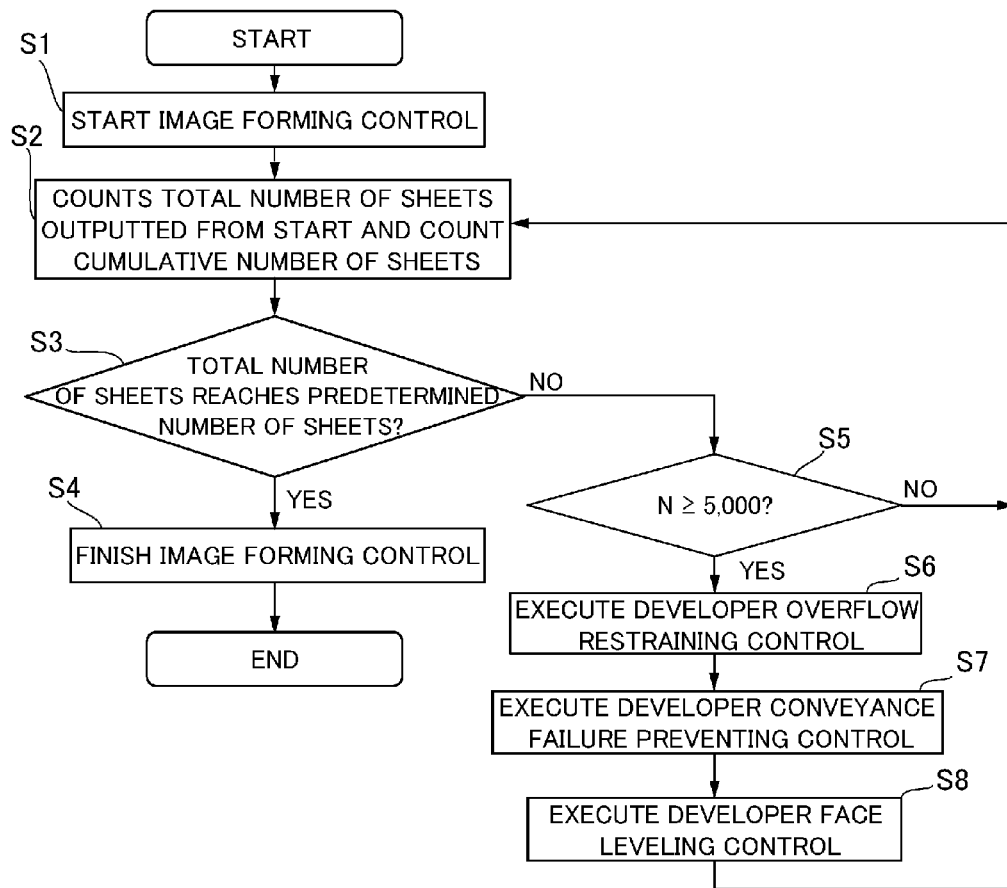 START
S1
START IMAGE FORMING CONTROL
S2
COUNTS TOTAL NUMBER OF SHEETS
OUTPUTTED FROM START AND COUNT
CUMULATIVE NUMBER OF SHEETS
S3
TOTAL NUMBER
OF SHEETS REACHES PREDETERMINED
NUMBER OF SHEETS?
NO
YES
S4
FINISH IMAGE FORMING CONTROL
END
S5
N ≥ 5,000?
NO
YES
S6
EXECUTE DEVELOPER OVERFLOW
RESTRAINING CONTROL
S7
EXECUTE DEVELOPER CONVEYANCE
FAILURE PREVENTING CONTROL
S8
EXECUTE DEVELOPER FACE
LEVELING CONTROL